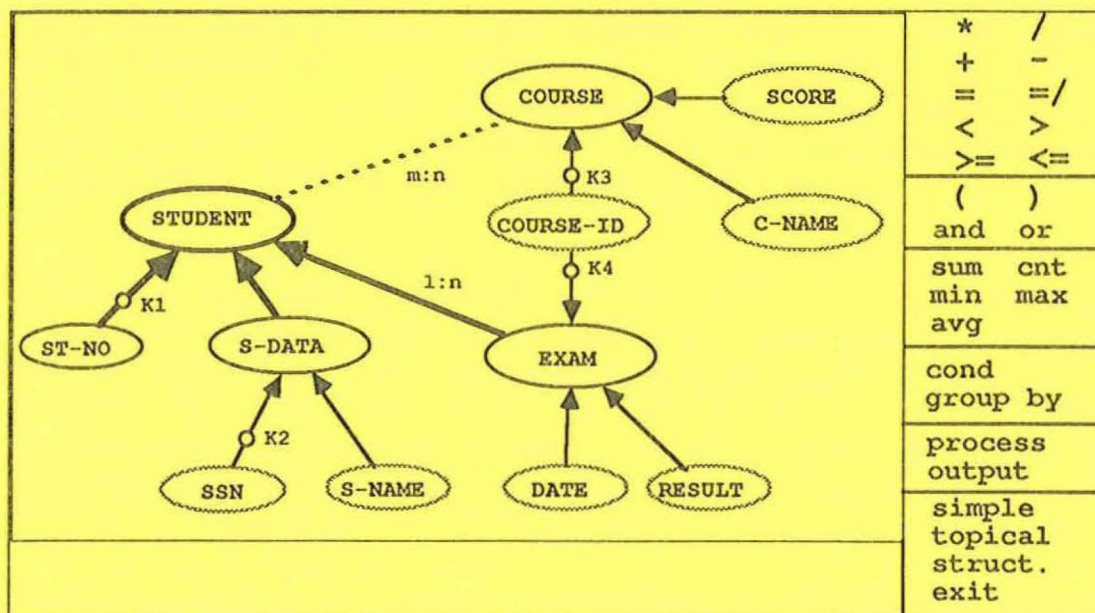 COURSE
SCORE
m:n
K3
STUDENT
COURSE-ID
C-NAME
K4
1:n
K1
ST-NO
S-DATA
EXAM
K2
SSN
S-NAME
DATE
RESULT
* /
+ -
= =/
< >
>= <=
( )
and or
sum cnt
min max
avg
cond
group by
process
output
simple
topical
struct.
exit